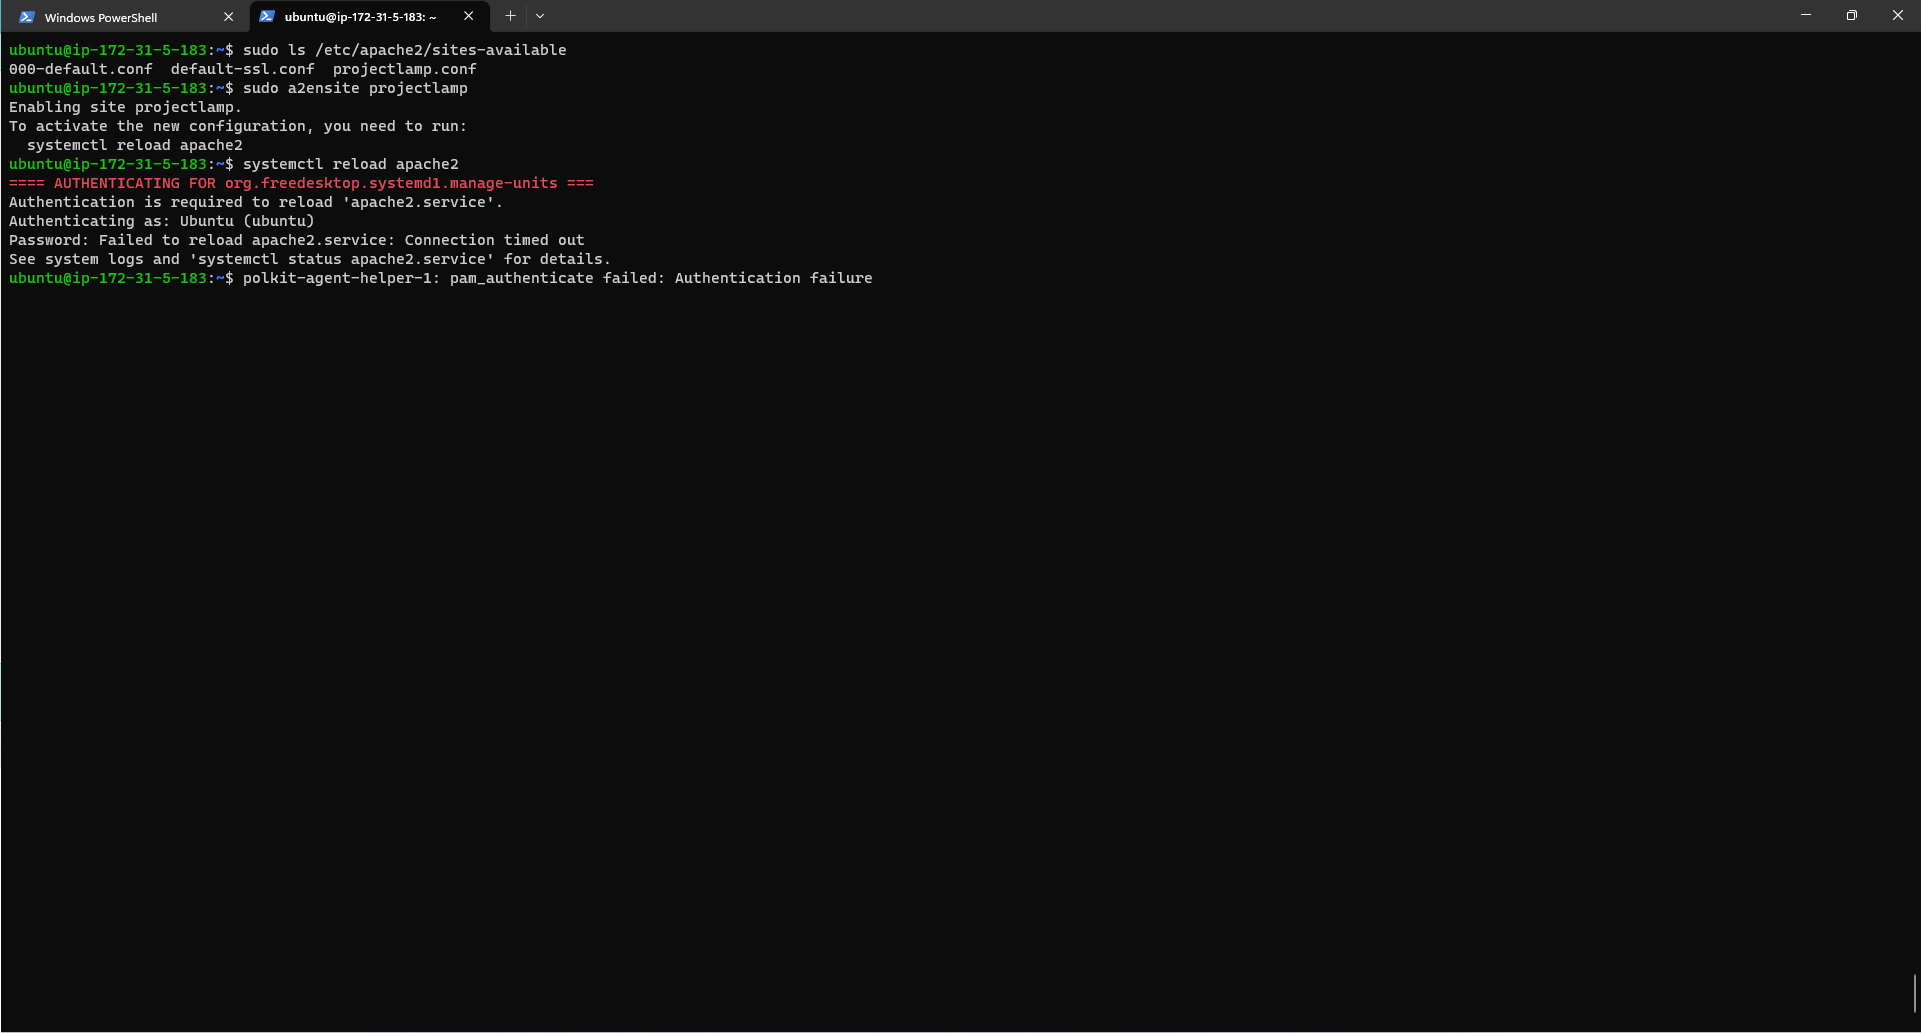 Windows PowerShell
ubuntu@ip-172-31-5-183: ~
ubuntu@ip-172-31-5-183:~$ sudo ls /etc/apache2/sites-available
000-default.conf  default-ssl.conf  projectlamp.conf
ubuntu@ip-172-31-5-183:~$ sudo a2ensite projectlamp
Enabling site projectlamp.
To activate the new configuration, you need to run:
  systemctl reload apache2
ubuntu@ip-172-31-5-183:~$ systemctl reload apache2
==== AUTHENTICATING FOR org.freedesktop.systemd1.manage-units ===
Authentication is required to reload 'apache2.service'.
Authenticating as: Ubuntu (ubuntu)
Password: Failed to reload apache2.service: Connection timed out
See system logs and 'systemctl status apache2.service' for details.
ubuntu@ip-172-31-5-183:~$ polkit-agent-helper-1: pam_authenticate failed: Authentication failure